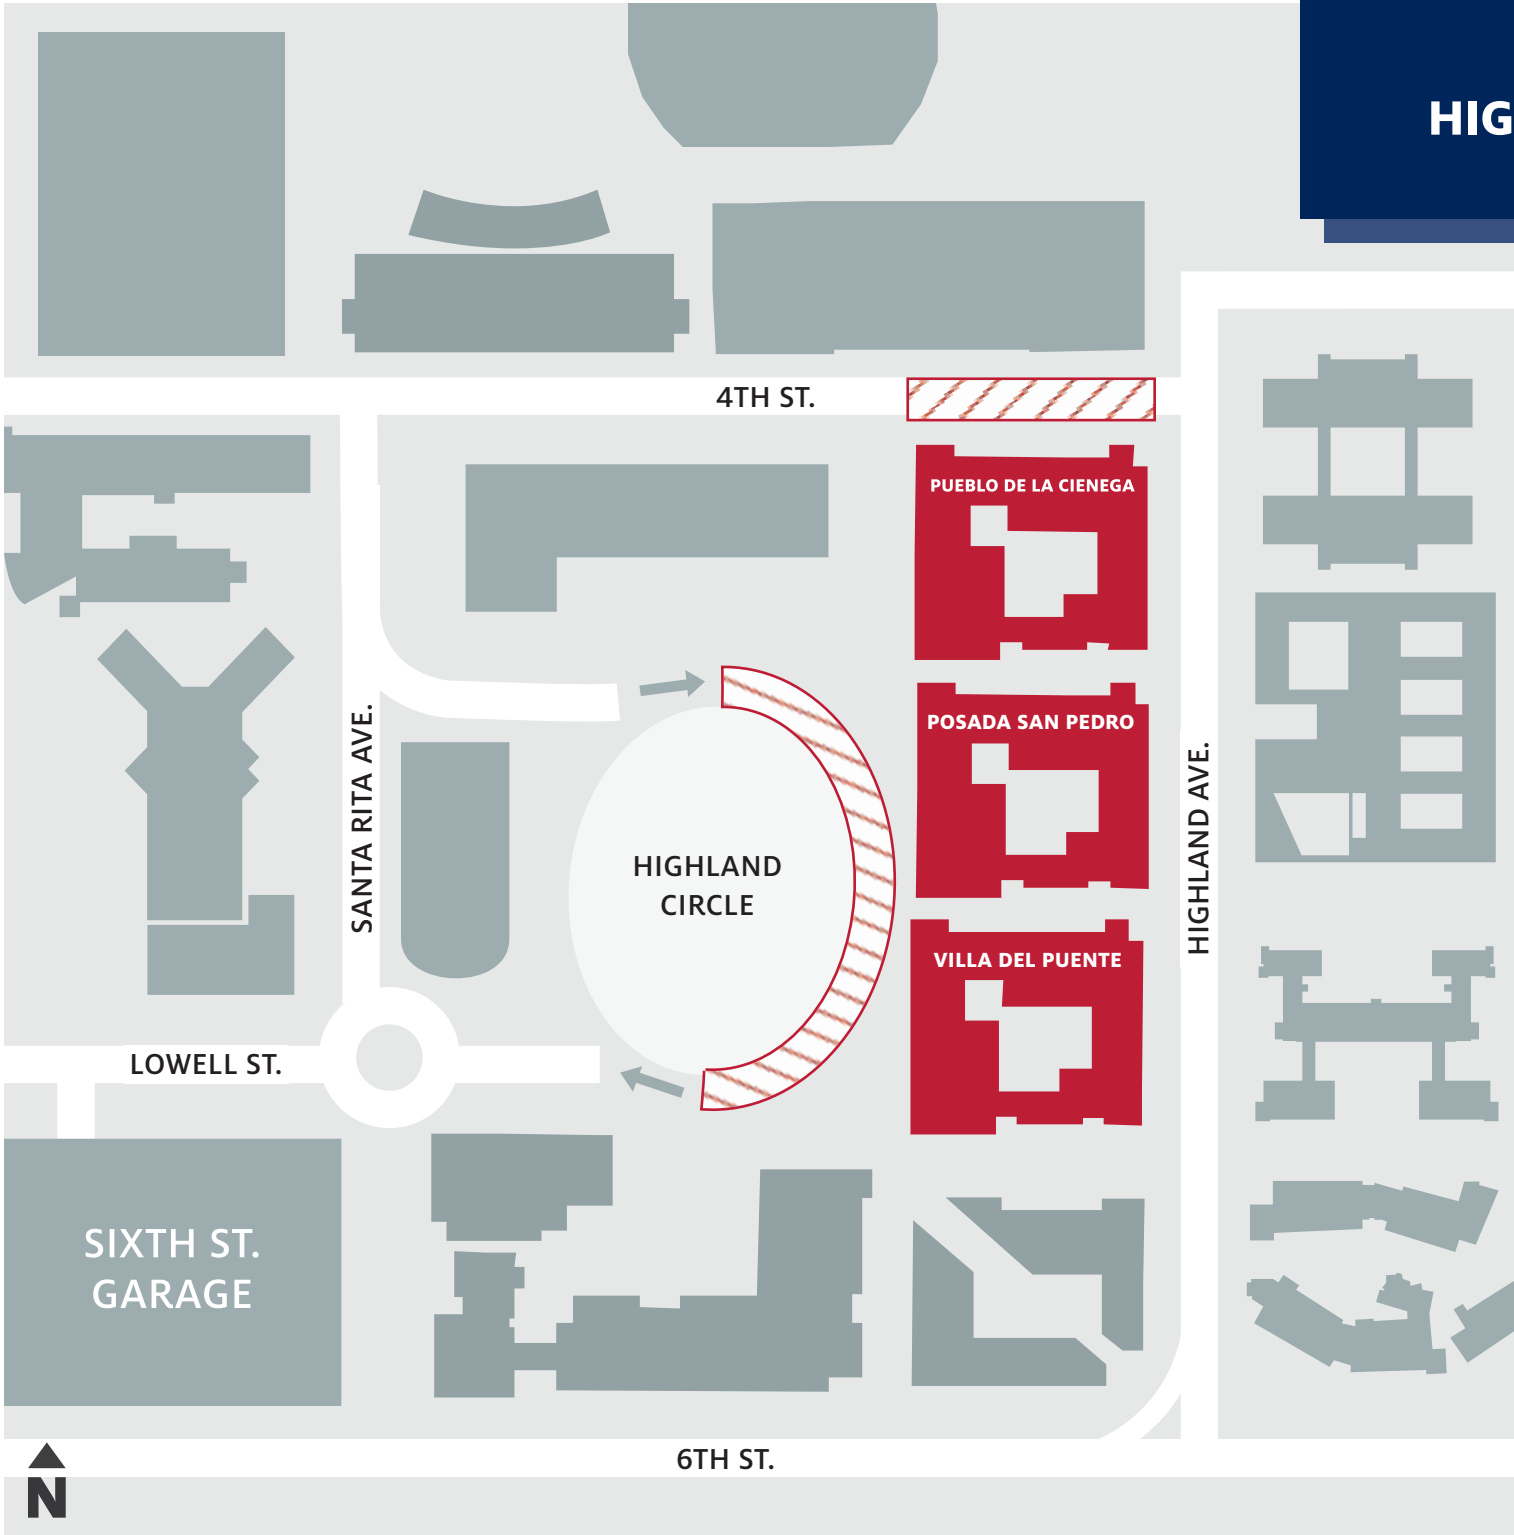 HIG
4TH ST.
PUEBLO DE LA CIENEGA
POSADA SAN PEDRO
SANTA RITA AVE.
HIGHLAND
CIRCLE
HIGHLAND AVE.
VILLA DEL PUENTE
LOWELL ST.
SIXTH ST.
GARAGE
6TH ST.
N